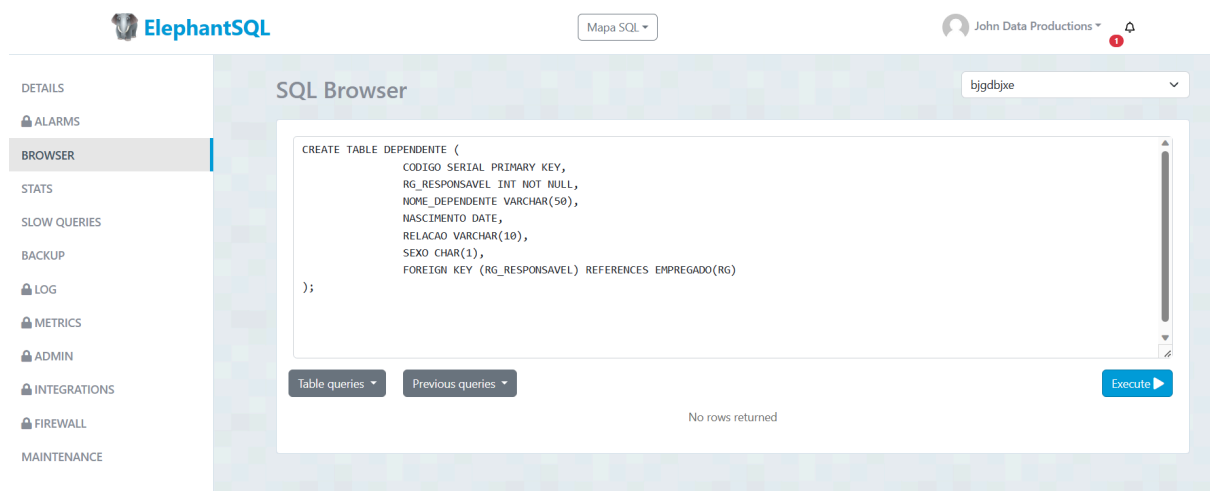 ElephantSQL
Mapa SQL
John Data Productions
1
DETAILS
ALARMS
BROWSER
STATS
SLOW QUERIES
BACKUP
LOG
METRICS
ADMIN
INTEGRATIONS
FIREWALL
MAINTENANCE
SQL Browser
bjgdbjxe
CREATE TABLE DEPENDENTE (
CODIGO SERIAL PRIMARY KEY,
RG_RESPONSAVEL INT NOT NULL,
NOME_DEPENDENTE VARCHAR(50),
NASCIMENTO DATE,
RELACAO VARCHAR(10),
SEXO CHAR(1),
FOREIGN KEY (RG_RESPONSAVEL) REFERENCES EMPREGADO(RG)
);
Table queries
Previous queries
Execute
No rows returned